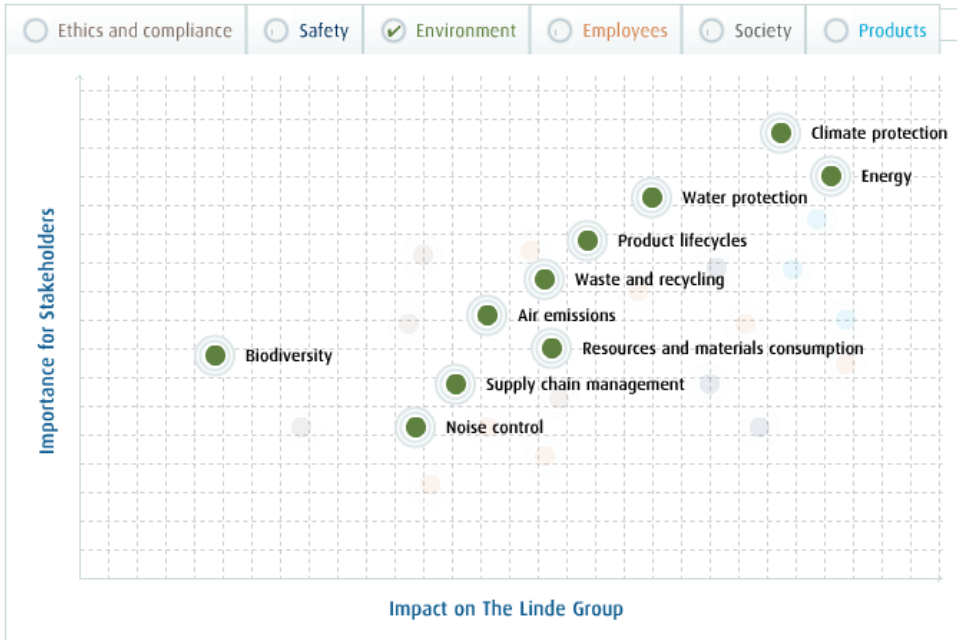 Ethics and compliance
Safety
Environment
Employees
Society
Products
Climate protection
Energy
Water protection
Product lifecycles
Waste and recycling
Air emissions
Resources and materials consumption
Biodiversity
Supply chain management
Noise control
Importance for Stakeholders
Impact on The Linde Group